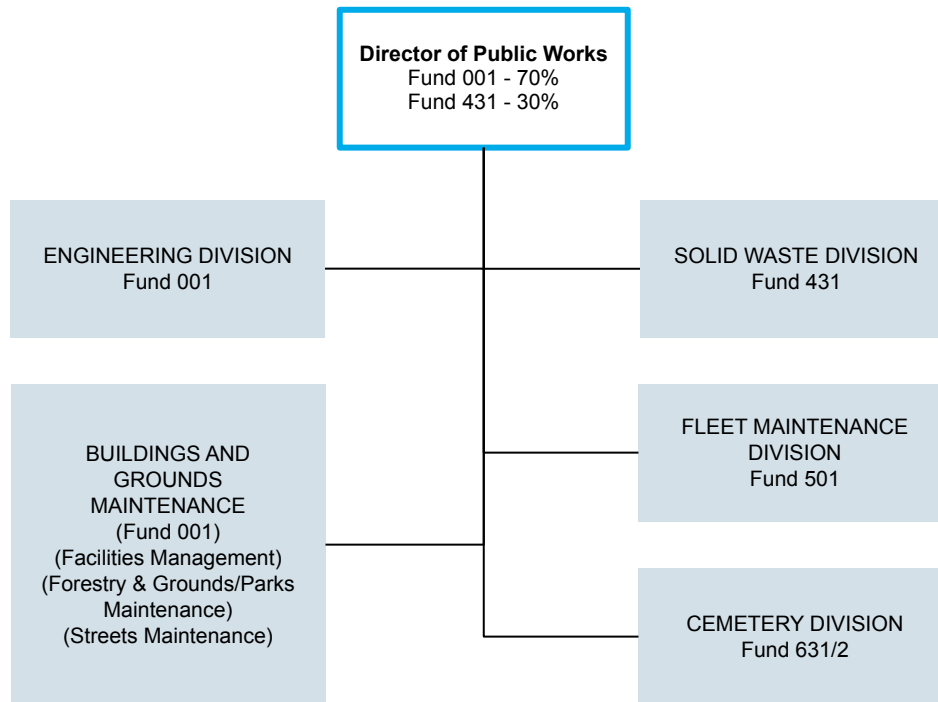 Director of Public Works
Fund 001 - 70%
Fund 431 - 30%
ENGINEERING DIVISION
Fund 001
SOLID WASTE DIVISION
Fund 431
BUILDINGS AND
GROUNDS
MAINTENANCE
(Fund 001)
(Facilities Management)
(Forestry & Grounds/Parks
Maintenance)
(Streets Maintenance)
FLEET MAINTENANCE
DIVISION
Fund 501
CEMETERY DIVISION
Fund 631/2